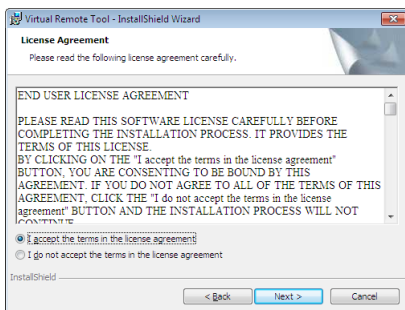 Virtual Remote Tool - InstallShield Wizard
License Agreement
Please read the following license agreement carefully.
END USER LICENSE AGREEMENT
PLEASE READ THIS SOFTWARE LICENSE CAREFULLY BEFORE
COMPLETING THE INSTALLATION PROCESS. IT PROVIDES THE
TERMS OF THIS LICENSE.
BY CLICKING ON THE "I accept the terms in the license agreement"
BUTTON, YOU ARE CONSENTING TO BE BOUND BY THIS
AGREEMENT. IF YOU DO NOT AGREE TO ALL OF THE TERMS OF THIS
AGREEMENT, CLICK THE "I do not accept the terms in the license
agreement" BUTTON AND THE INSTALLATION PROCESS WILL NOT
CONTINUE
I accept the terms in the license agreement
I do not accept the terms in the license agreement
InstallShield
< Back Next > Cancel